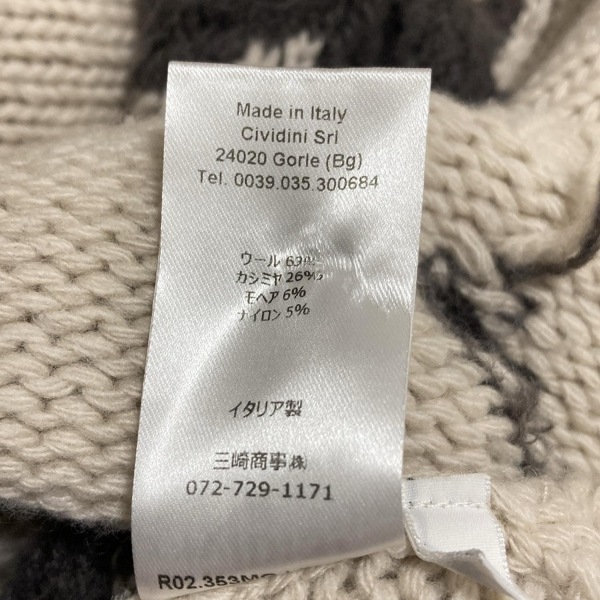 Made in Italy
Cividini Srl
24020 Gorle (Bg)
Tel. 0039.035.300684
ウール
カシミヤ 26%
モヘア 6%
ナイロン 5%
イタリア製
三崎商事㈱
072-729-1171